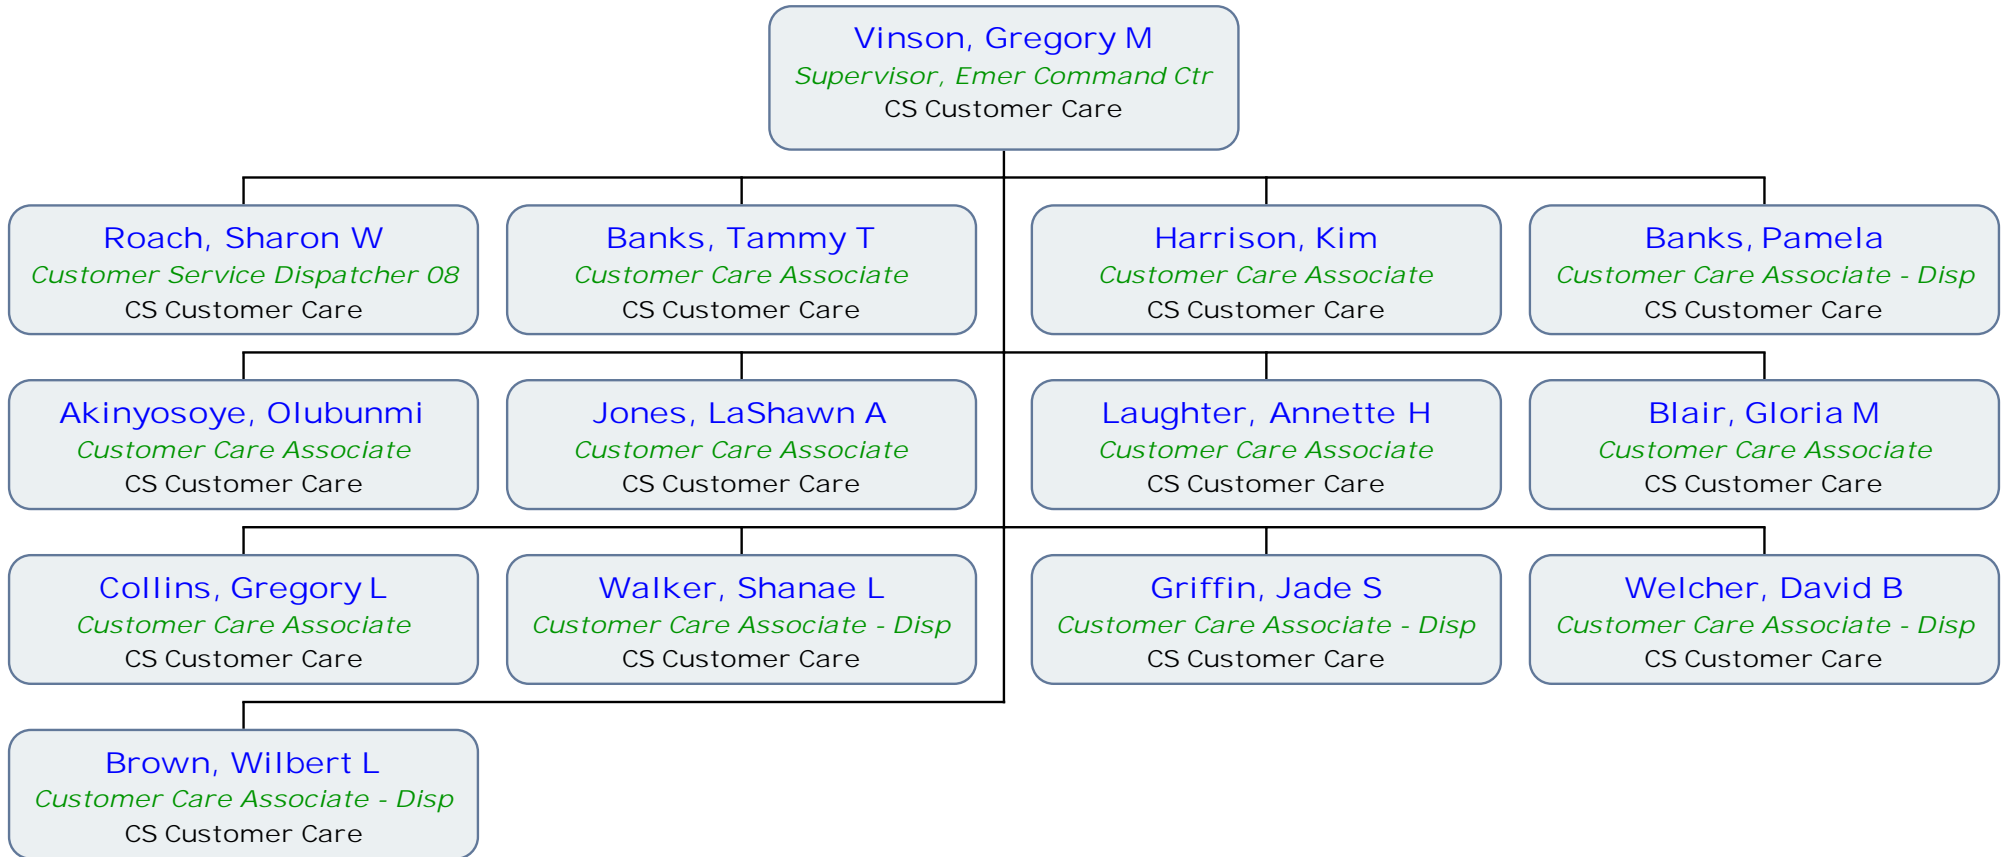 Vinson, Gregory M
Supervisor, Emer Command Ctr
CS Customer Care
Roach, Sharon W
Customer Service Dispatcher 08
CS Customer Care
Banks, Tammy T
Customer Care Associate
CS Customer Care
Harrison, Kim
Customer Care Associate
CS Customer Care
Banks, Pamela
Customer Care Associate - Disp
CS Customer Care
Akinyosoye, Olubunmi
Customer Care Associate
CS Customer Care
Jones, LaShawn A
Customer Care Associate
CS Customer Care
Laughter, Annette H
Customer Care Associate
CS Customer Care
Blair, Gloria M
Customer Care Associate
CS Customer Care
Collins, Gregory L
Customer Care Associate
CS Customer Care
Walker, Shanae L
Customer Care Associate - Disp
CS Customer Care
Griffin, Jade S
Customer Care Associate - Disp
CS Customer Care
Welcher, David B
Customer Care Associate - Disp
CS Customer Care
Brown, Wilbert L
Customer Care Associate - Disp
CS Customer Care